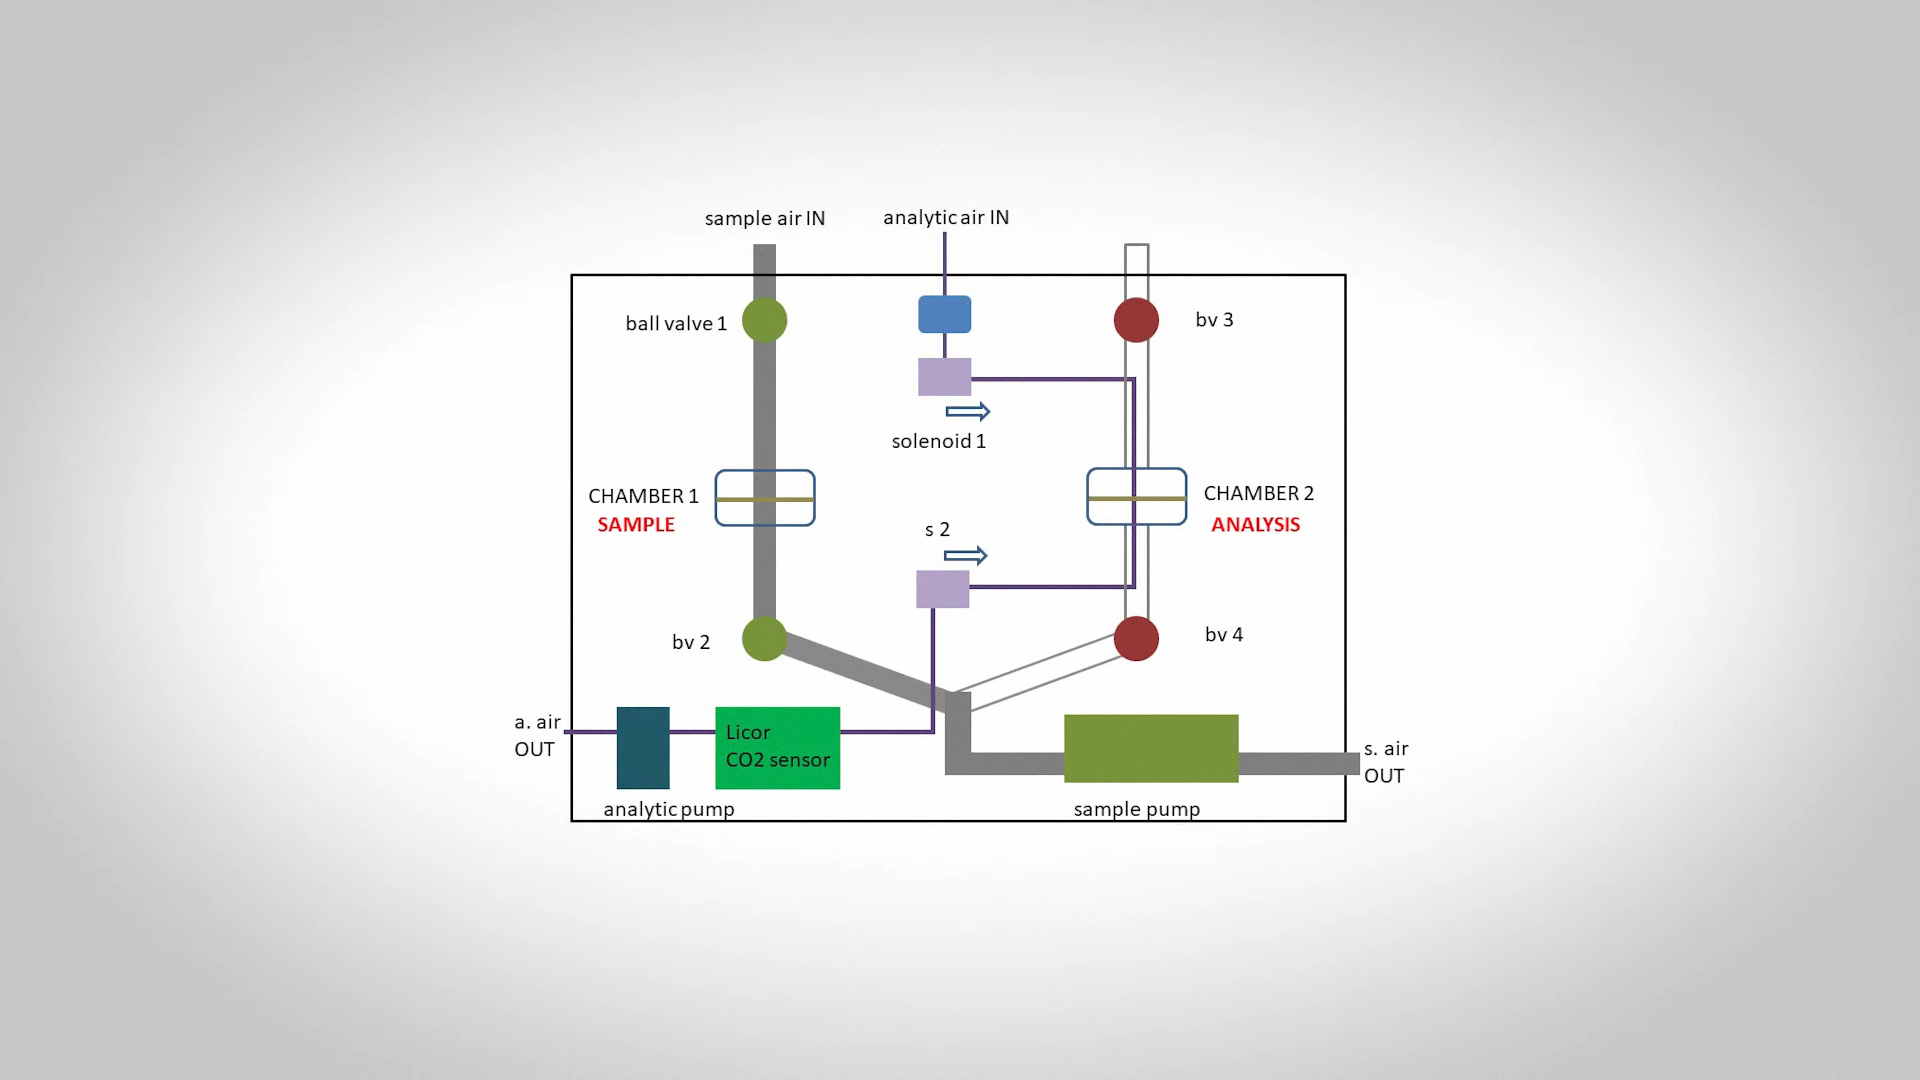 sample air IN
analytic air IN
ball valve 1
bv 3
solenoid 1
CHAMBER 1
SAMPLE
CHAMBER 2
ANALYSIS
s 2
bv 2
bv 4
a. air
OUT
Licor
CO2 sensor
s. air
OUT
analytic pump
sample pump